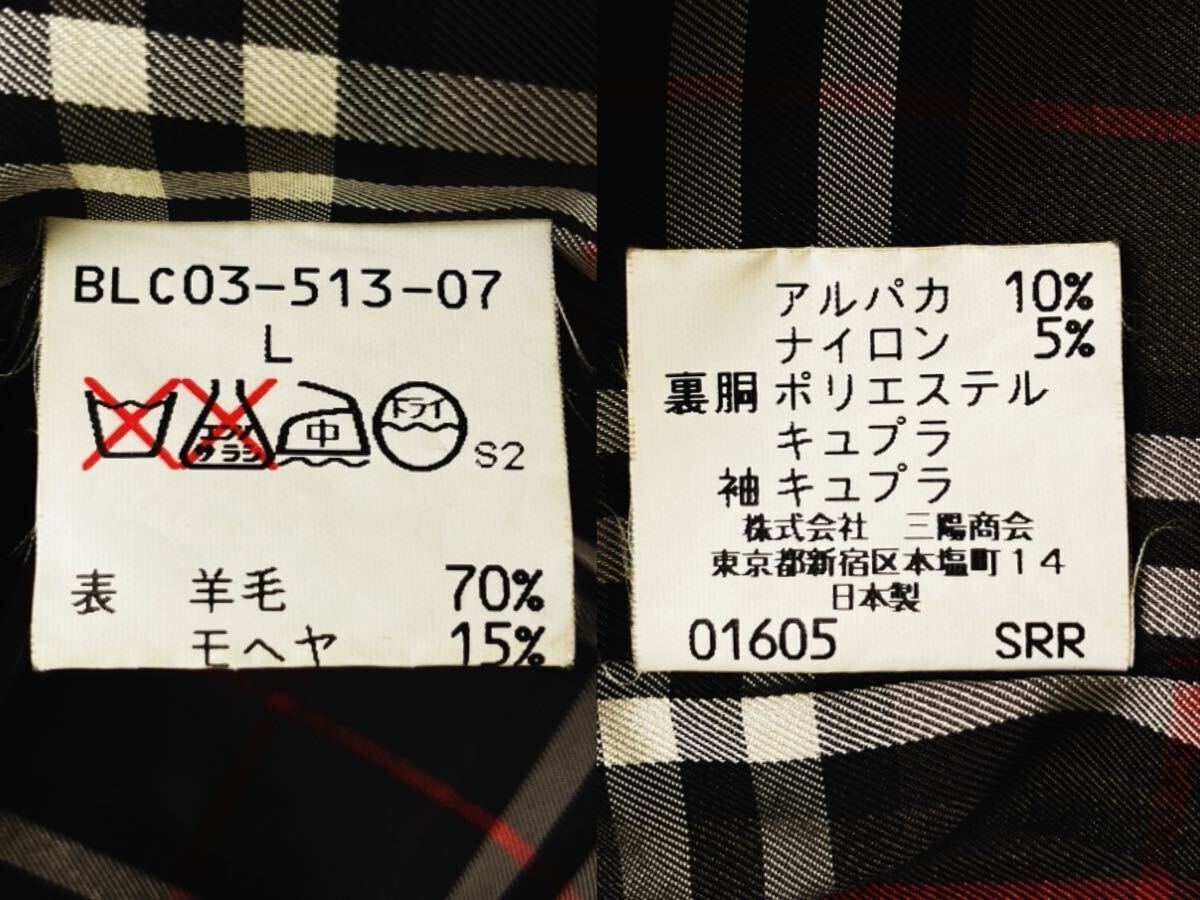 BLC03-513-07
L
エンソ
サラシ
中
ドライ
S2
表 羊毛 70%
モヘヤ 15%
アルパカ 10%
ナイロン 5%
裏胴 ポリエステル
キュプラ
袖 キュプラ
株式会社 三陽商会
東京都新宿区本塩町14
日本製
01605 SRR